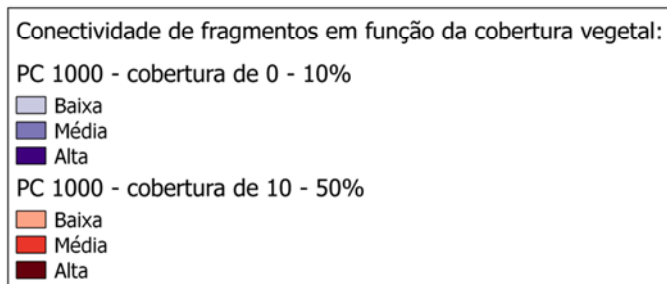 Conectividade de fragmentos em função da cobertura vegetal:
PC 1000 - cobertura de 0 - 10%
Baixa
Média
Alta
PC 1000 - cobertura de 10 - 50%
Baixa
Média
Alta